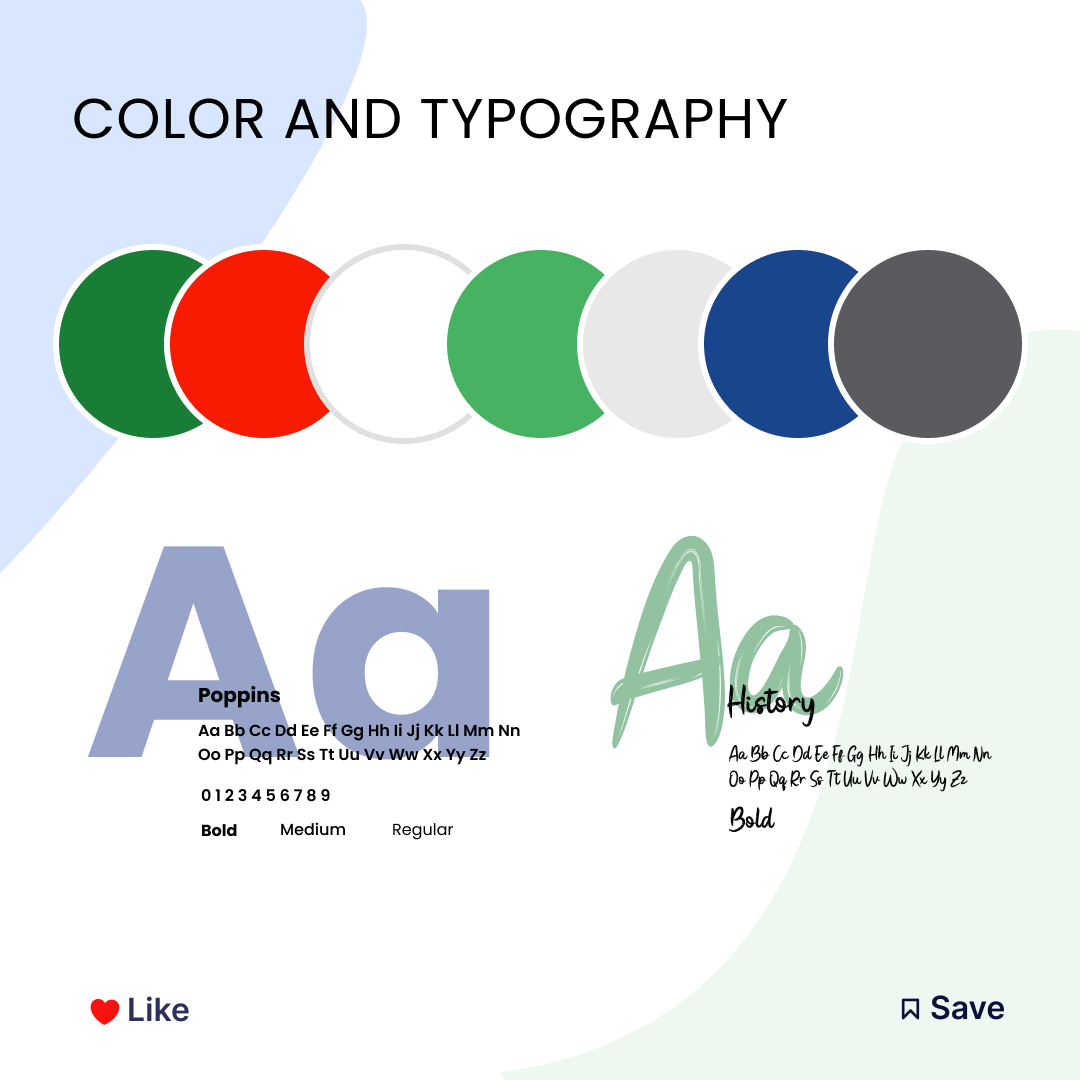 COLOR AND TYPOGRAPHY
Aa
Poppins
Aa Bb Cc Dd Ee Ff Gg Hh Ii Jj Kk Ll Mm Nn
Oo Pp Qq Rr Ss Tt Uu Vv Ww Xx Yy Zz
0 1 2 3 4 5 6 7 8 9
Bold Medium Regular
Aa
History
Aa Bb Cc Dd Ee Ff Gg Hh Ii Jj Kk Ll Mm Nn
Oo Pp Qq Rr Ss Tt Uu Vv Ww Xx Yy Zz
Bold
Like
Save